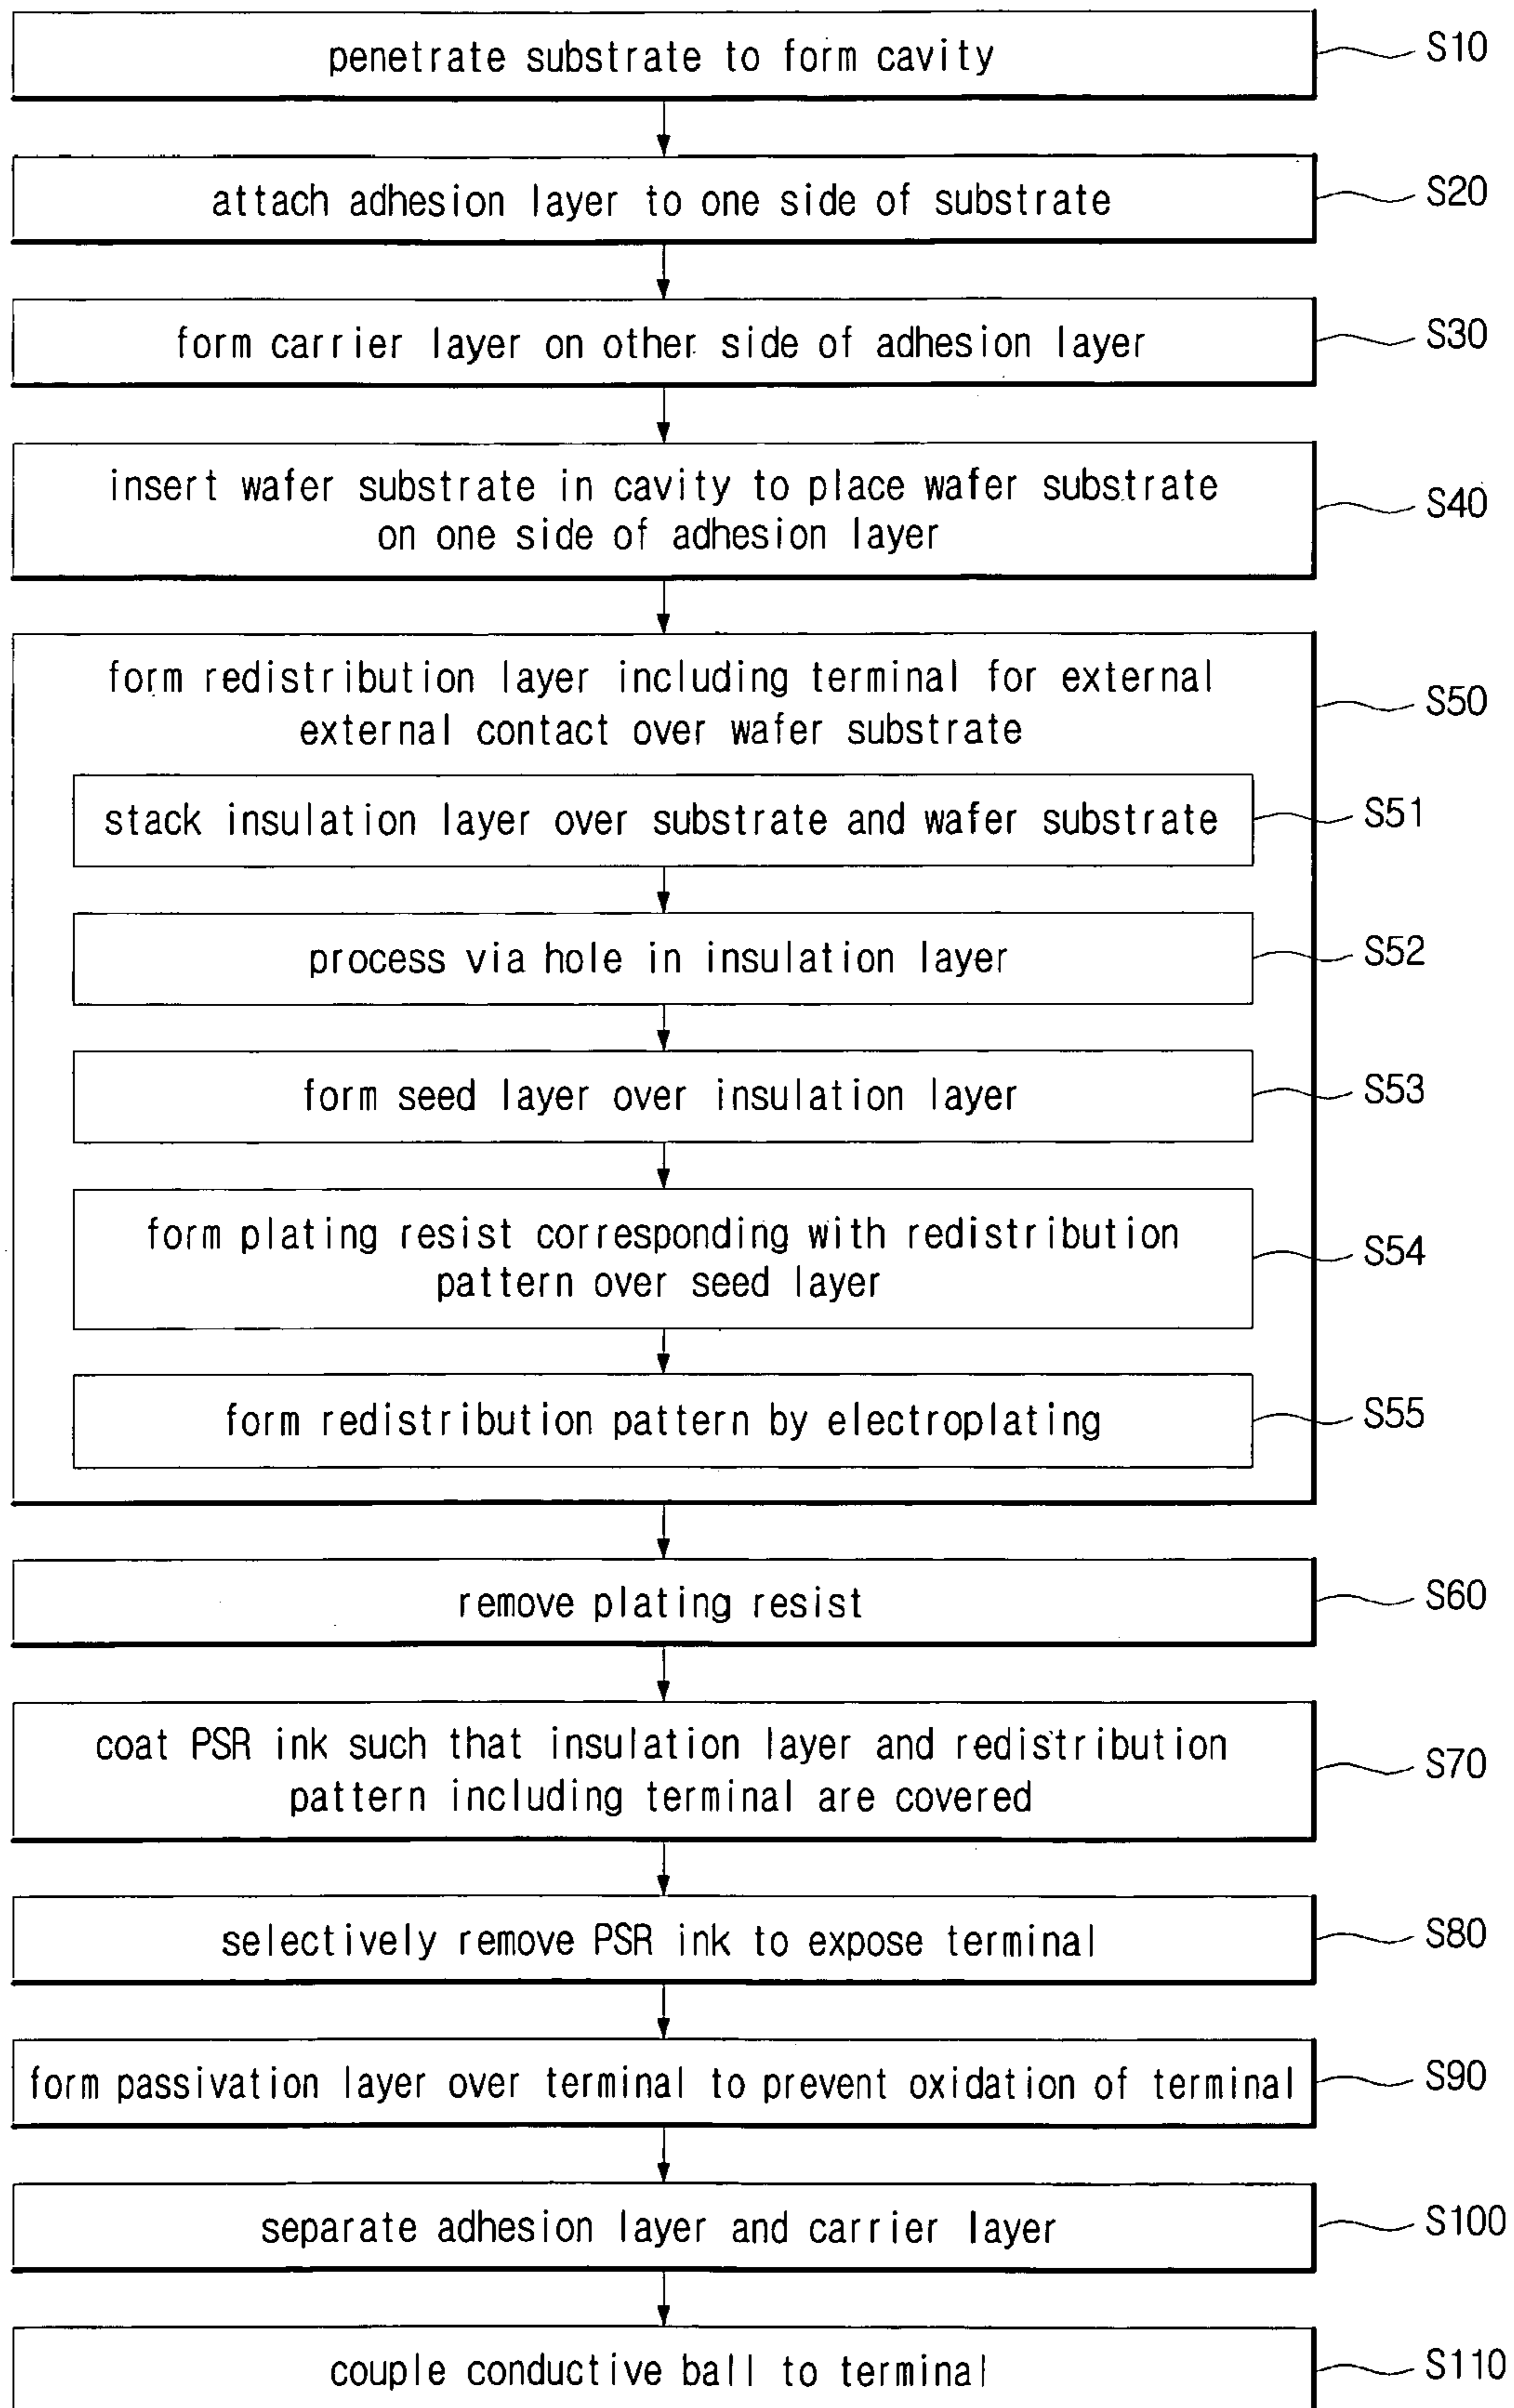 penetrate substrate to form cavity
S10
attach adhesion layer to one side of substrate
S20
form carrier layer on other side of adhesion layer
S30
insert wafer substrate in cavity to place wafer substrate
on one side of adhesion layer
S40
form redistribution layer including terminal for external
external contact over wafer substrate
S50
stack insulation layer over substrate and wafer substrate
S51
process via hole in insulation layer
S52
form seed layer over insulation layer
S53
form plating resist corresponding with redistribution
pattern over seed layer
S54
form redistribution pattern by electroplating
S55
remove plating resist
S60
coat PSR ink such that insulation layer and redistribution
pattern including terminal are covered
S70
selectively remove PSR ink to expose terminal
S80
form passivation layer over terminal to prevent oxidation of terminal
S90
separate adhesion layer and carrier layer
S100
couple conductive ball to terminal
S110